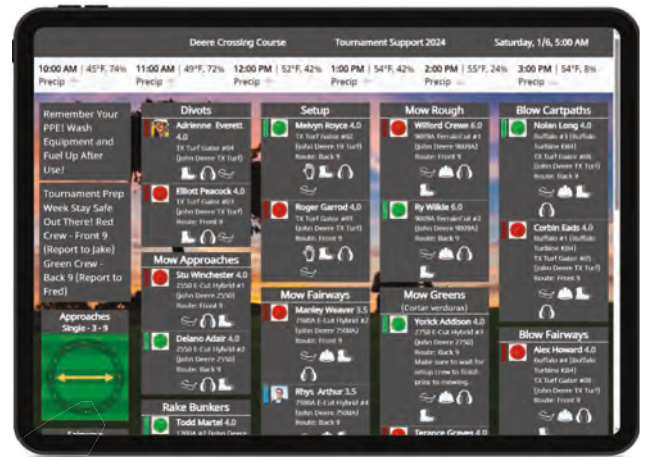 Deere Crossing Course
Tournament Support 2024
Saturday, 1/6, 5:00 AM
10:00 AM | 45°F, 74%
Precip
11:00 AM | 49°F, 72%
Precip
12:00 PM | 52°F, 42%
Precip
1:00 PM | 54°F, 42%
Precip
2:00 PM | 55°F, 24%
Precip
3:00 PM | 54°F, 8%
Precip
Remember Your
PPE! Wash
Equipment and
Fuel Up After
Use!
Tournament Prep
Week Stay Safe
Out There! Red
Crew - Front 9
(Report to Jake)
Green Crew -
Back 9 (Report to
Fred)
Approaches
Single - 3 - 9
Divots
Adrienne Everett
4.0
TX Turf Gator #04
(John Deere TX Turf)
Elliott Peacock 4.0
TX Turf Gator #03
(John Deere TX Turf)
Route: Front 9
Mow Approaches
Stu Winchester 4.0
2550 E-Cut Hybrid #1
(John Deere 2550)
Route: Front 9
Delano Adair 4.0
2550 E-Cut Hybrid #2
(John Deere 2550)
Route: Back 9
Rake Bunkers
Todd Martel 4.0
1200A #2 (John Deere
Setup
Melvyn Royce 4.0
TX Turf Gator #02
(John Deere TX Turf)
Route: Back 9
Roger Garrod 4.0
TX Turf Gator #01
(John Deere TX Turf)
Route: Front 9
Mow Fairways
Manley Weaver 3.5
7500A E-Cut Hybrid #2
(John Deere 7500A)
Route: Front 9
Rhys Arthur 3.5
7500A E-Cut Hybrid #4
(John Deere 7500A)
Route: Back 9
Mow Rough
Wilford Crewe 6.0
9009A TerrainCut #1
(John Deere 9009A)
Route: Front 9
Ry Wilkie 6.0
9009A TerrainCut #2
(John Deere 9009A)
Route: Back 9
Mow Greens
(Cortar verduras)
Yorick Addison 4.0
2750 E-Cut Hybrid #3
(John Deere 2750)
Route: Back 9
Make sure to wait for
setup crew to finish
prior to mowing.
Terance Graves 4.0
Blow Cartpaths
Nolan Long 4.0
Buffalo #3 (Buffalo
Turbine KB4)
TX Turf Gator #06
(John Deere TX Turf)
Route: Back 9
Corbin Eads 4.0
Buffalo #1 (Buffalo
Turbine KB4)
TX Turf Gator #05
(John Deere TX Turf)
Route: Front 9
Blow Fairways
Alex Howard 4.0
Buffalo #4 (Buffalo
Turbine KB4)
TX Turf Gator #08
(John Deere TX Turf)
Route: Front 9